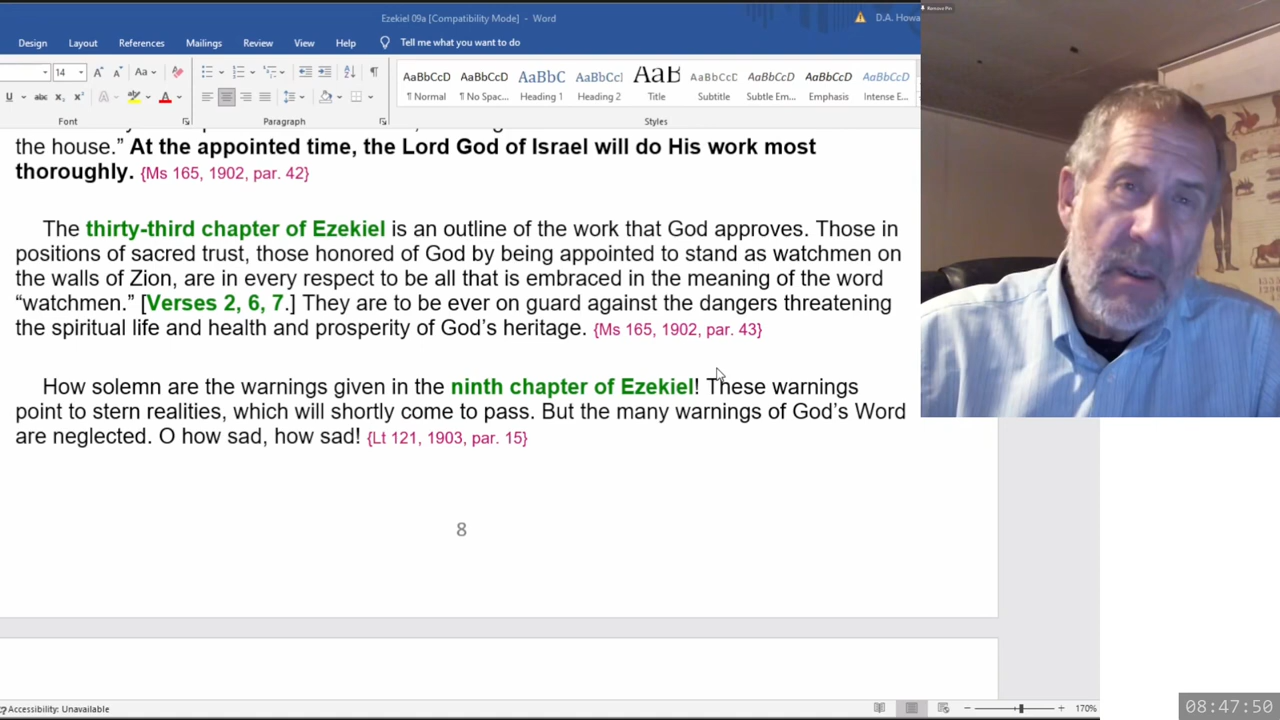 Remove Pin
Ezekiel 09a [Compatibility Mode] - Word
D.A. Howa
Design Layout References Mailings Review View Help Tell me what you want to do
14 Aa
AaBbCcD AaBbCcD AaBbC AaBbCcl AaB AaBbCcD AaBbCcD AaBbCcD AaBbCcD
¶ Normal ¶ No Spac... Heading 1 Heading 2 Title Subtitle Subtle Em... Emphasis Intense E...
Font Paragraph Styles
the house.” At the appointed time, the Lord God of Israel will do His work most
thoroughly. {Ms 165, 1902, par. 42}
The thirty-third chapter of Ezekiel is an outline of the work that God approves. Those in
positions of sacred trust, those honored of God by being appointed to stand as watchmen on
the walls of Zion, are in every respect to be all that is embraced in the meaning of the word
“watchmen.” [Verses 2, 6, 7.] They are to be ever on guard against the dangers threatening
the spiritual life and health and prosperity of God’s heritage. {Ms 165, 1902, par. 43}
How solemn are the warnings given in the ninth chapter of Ezekiel! These warnings
point to stern realities, which will shortly come to pass. But the many warnings of God’s Word
are neglected. O how sad, how sad! {Lt 121, 1903, par. 15}
8
Accessibility: Unavailable
170%
08:47:50